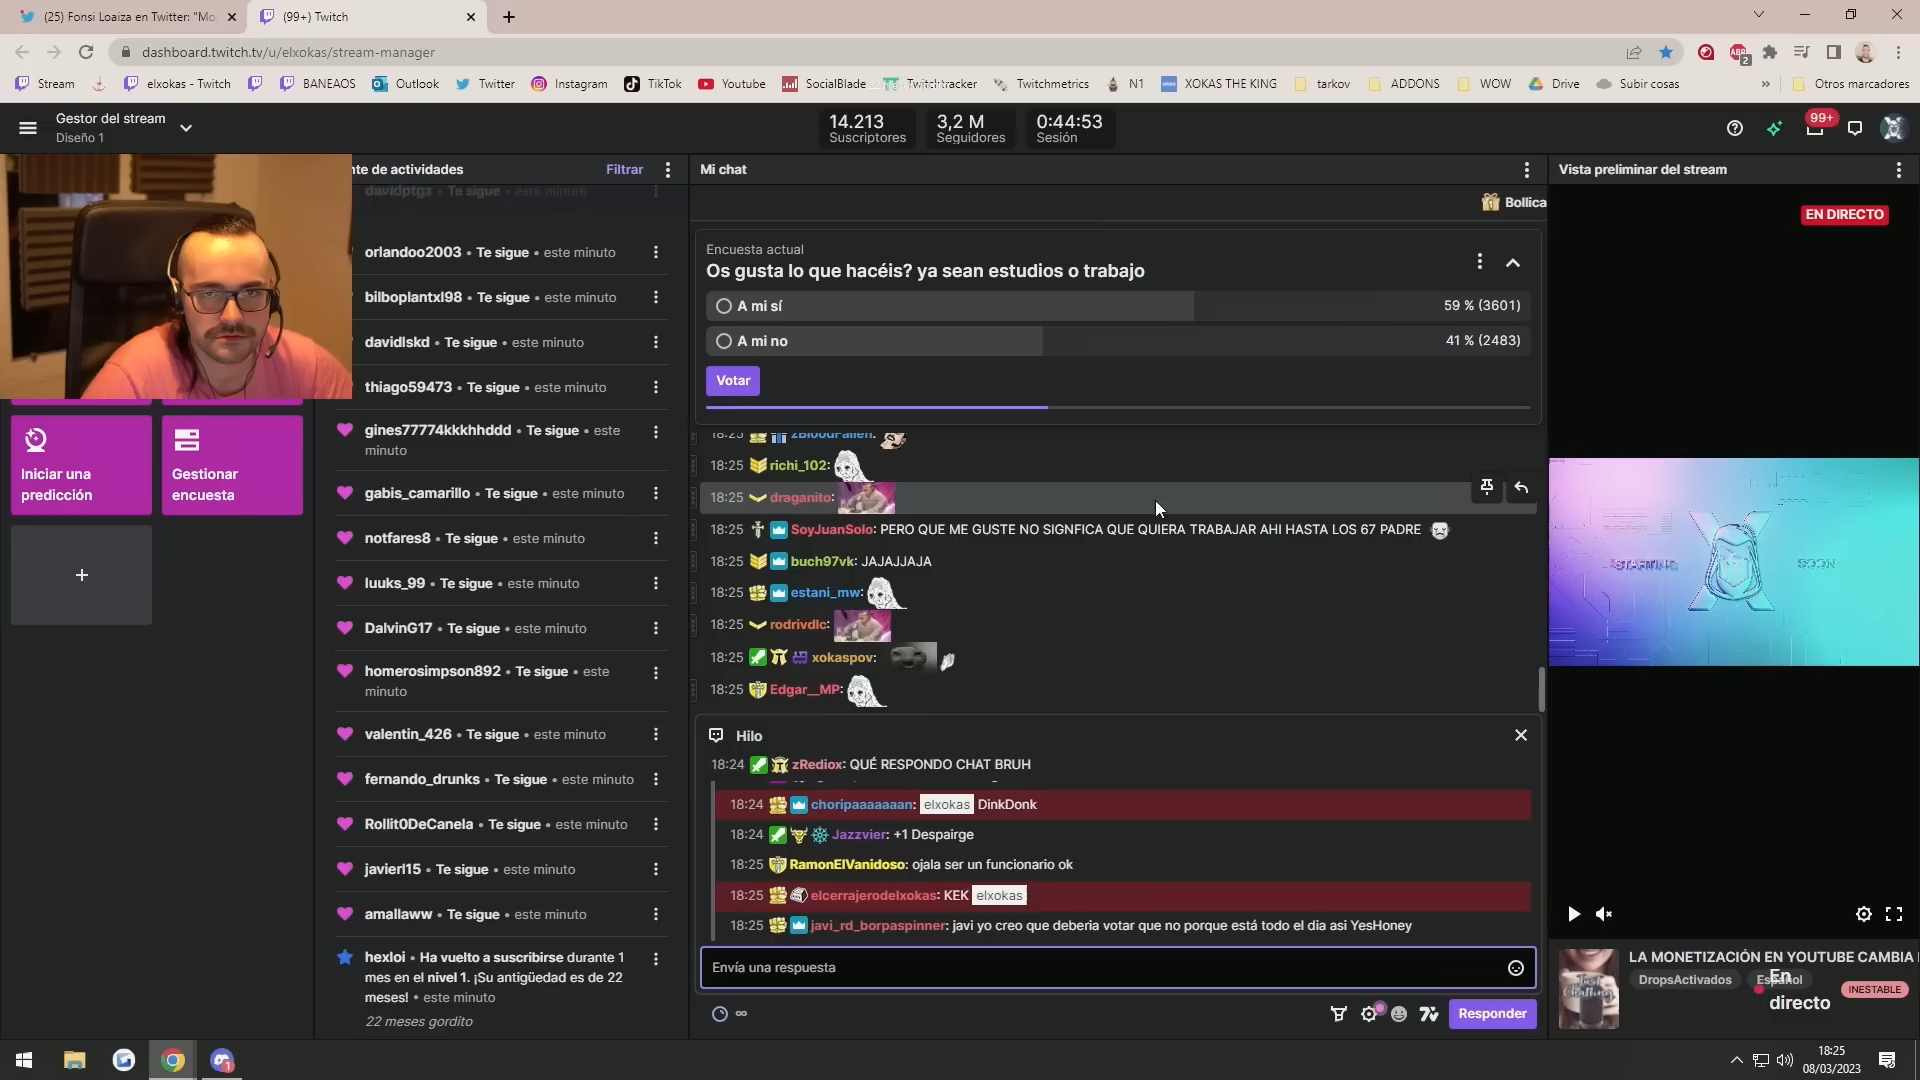 (25) Fonsi Loaiza en Twitter: "Mo
(99+) Twitch
dashboard.twitch.tv/u/elxokas/stream-manager
Stream
elxokas - Twitch
BANEAOS
Outlook
Twitter
Instagram
TikTok
Youtube
SocialBlade
Twitchtracker
Twitchmetrics
N1
XOKAS THE KING
tarkov
ADDONS
WOW
Drive
Subir cosas
»
Otros marcadores
Gestor del stream
Diseño 1
14.213
Suscriptores
3,2 M
Seguidores
0:44:53
Sesión
99+
nte de actividades
Filtrar
davidptgz • Te sigue • este minuto
orlandoo2003 • Te sigue • este minuto
bilboplantxl98 • Te sigue • este minuto
davidlskd • Te sigue • este minuto
thiago59473 • Te sigue • este minuto
gines77774kkkhhddd • Te sigue • este
minuto
gabis_camarillo • Te sigue • este minuto
notfares8 • Te sigue • este minuto
luuks_99 • Te sigue • este minuto
DalvinG17 • Te sigue • este minuto
homerosimpson892 • Te sigue • este
minuto
valentin_426 • Te sigue • este minuto
fernando_drunks • Te sigue • este minuto
Rollit0DeCanela • Te sigue • este minuto
javierl15 • Te sigue • este minuto
amallaww • Te sigue • este minuto
hexloi • Ha vuelto a suscribirse durante 1
mes en el nivel 1. ¡Su antigüedad es de 22
meses! • este minuto
22 meses gordito
Iniciar una
predicción
Gestionar
encuesta
+
Mi chat
Bollica
Encuesta actual
Os gusta lo que hacéis? ya sean estudios o trabajo
A mi sí
59 % (3601)
A mi no
41 % (2483)
Votar
18:25 zBloodFallen:
18:25 richi_102:
18:25 draganito:
18:25 SoyJuanSolo: PERO QUE ME GUSTE NO SIGNFICA QUE QUIERA TRABAJAR AHI HASTA LOS 67 PADRE
18:25 buch97vk: JAJAJJAJA
18:25 estani_mw:
18:25 rodrivdlc:
18:25 xokaspov:
18:25 Edgar__MP:
Hilo
18:24 zRediox: QUÉ RESPONDO CHAT BRUH
18:24 choripaaaaaaan: elxokas DinkDonk
18:24 Jazzvier: +1 Despairge
18:25 RamonElVanidoso: ojala ser un funcionario ok
18:25 elcerrajerodelxokas: KEK elxokas
18:25 javi_rd_borpaspinner: javi yo creo que deberia votar que no porque está todo el dia asi YesHoney
Envía una respuesta
Responder
Vista preliminar del stream
EN DIRECTO
STARTING
SOON
LA MONETIZACIÓN EN YOUTUBE CAMBIA
DropsActivados
Español
En
directo
INESTABLE
18:25
08/03/2023